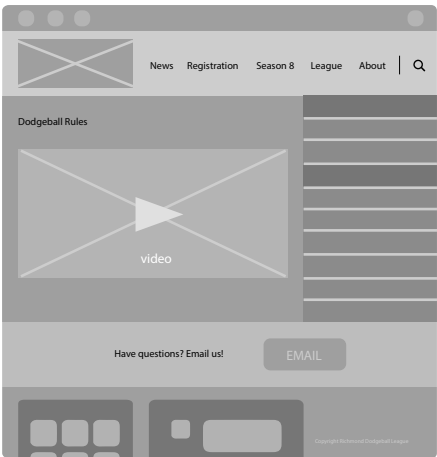 News Registration Season 8 League About
Dodgeball Rules
video
Have questions? Email us!
EMAIL
Copyright Richmond Dodgeball League